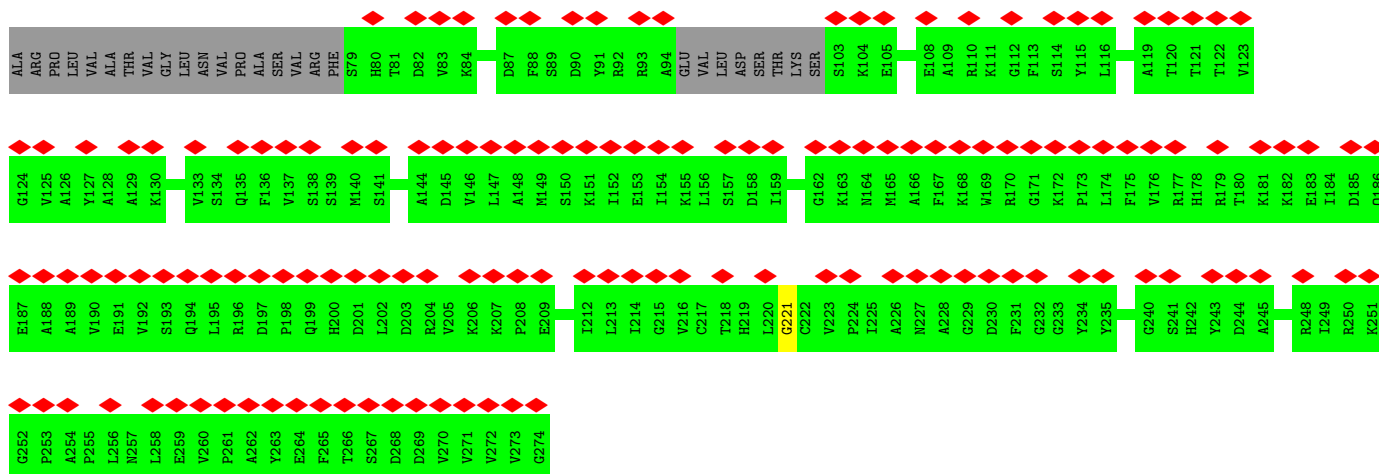 ALA ARG PRO LEU VAL ALA THR VAL GLY LEU ASN VAL PRO ALA SER VAL ARG PHE S79 H80 T81 D82 V83 K84 D87 F88 S89 D90 Y91 R92 R93 A94 GLU VAL LEU ASP SER THR LYS SER S103 K104 E105 E108 A109 R110 K111 G112 F113 S114 Y115 L116 A119 T120 T121 T122 V123
G124 V125 A126 Y127 A128 A129 K130 V133 S134 Q135 F136 V137 S138 S139 M140 S141 A144 D145 V146 L147 A148 M149 S150 K151 I152 E153 I154 K155 L156 S157 D158 I159 G162 K163 N164 M165 A166 F167 K168 W169 R170 G171 K172 P173 L174 F175 V176 R177 H178 R179 T180 K181 K182 E183 I184 D185 Q186
E187 A188 A189 V190 E191 V192 S193 Q194 L195 R196 D197 P198 Q199 H200 D201 L202 D203 R204 V205 K206 K207 P208 E209 I212 L213 I214 G215 V216 C217 T218 H219 L220 G221 C222 V223 P224 I225 A226 N227 A228 G229 D230 F231 G232 G233 Y234 Y235 G240 S241 H242 Y243 D244 A245 R248 I249 R250 K251
G252 P253 A254 P255 L256 N257 L258 E259 V260 P261 A262 Y263 E264 F265 T266 S267 D268 D269 V270 V271 V272 V273 G274